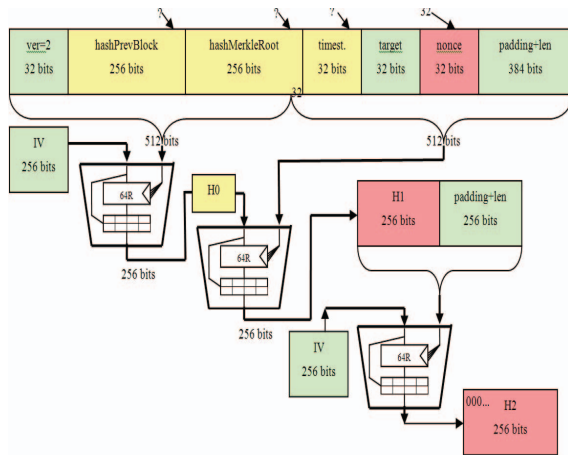 ? ? ? 32
ver=2 hashPrevBlock hashMerkleRoot timest. target nonce padding+len
32 bits 256 bits 256 bits 32 bits 32 bits 32 bits 384 bits
32
512 bits 512 bits
IV
256 bits
64R
256 bits
H0
64R
256 bits
H1 padding+len
256 bits 256 bits
IV
256 bits
64R
000...
H2
256 bits